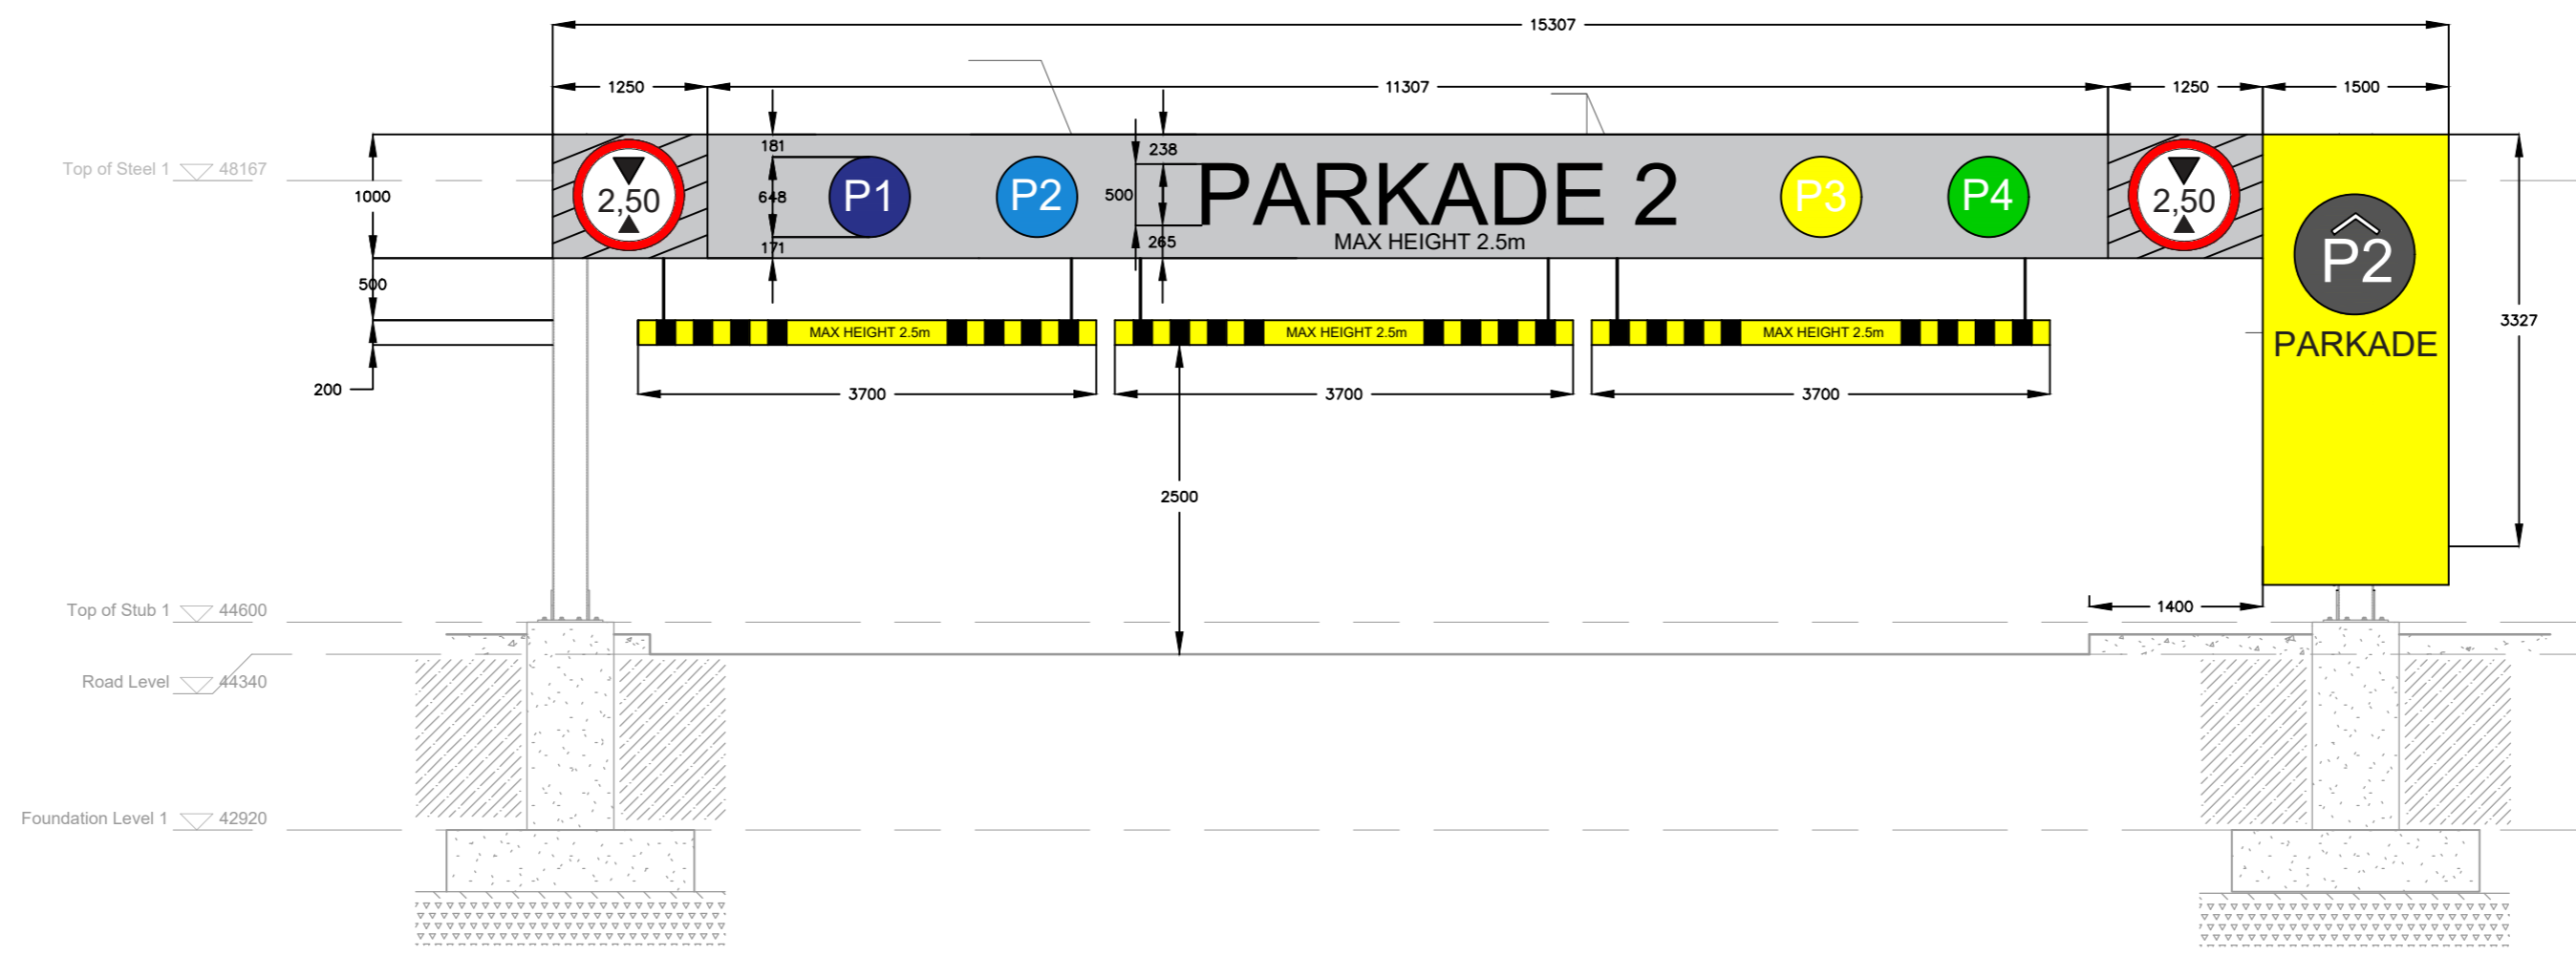 15307
1250
11307
1250
1500
Top of Steel 1 48167
1000
500
200
2,50
181
648
171
P1
P2
238
500
265
PARKADE 2
MAX HEIGHT 2.5m
P3
P4
2,50
P2
PARKADE
3327
MAX HEIGHT 2.5m
MAX HEIGHT 2.5m
MAX HEIGHT 2.5m
3700
3700
3700
2500
1400
Top of Stub 1 44600
Road Level 44340
Foundation Level 1 42920